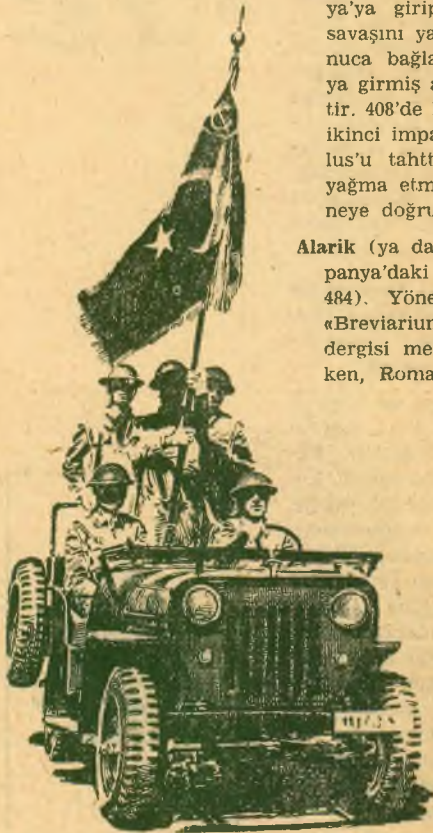 ya'ya girip
savaşını ya
nuca bağla
ya girmiş a
tir. 408'de
ikinci impa
lus'u tahtt
yağma etm
neye doğru
Alarik (ya da
panya'daki
484). Yöne
«Breviariun
dergisi me
ken, Roma